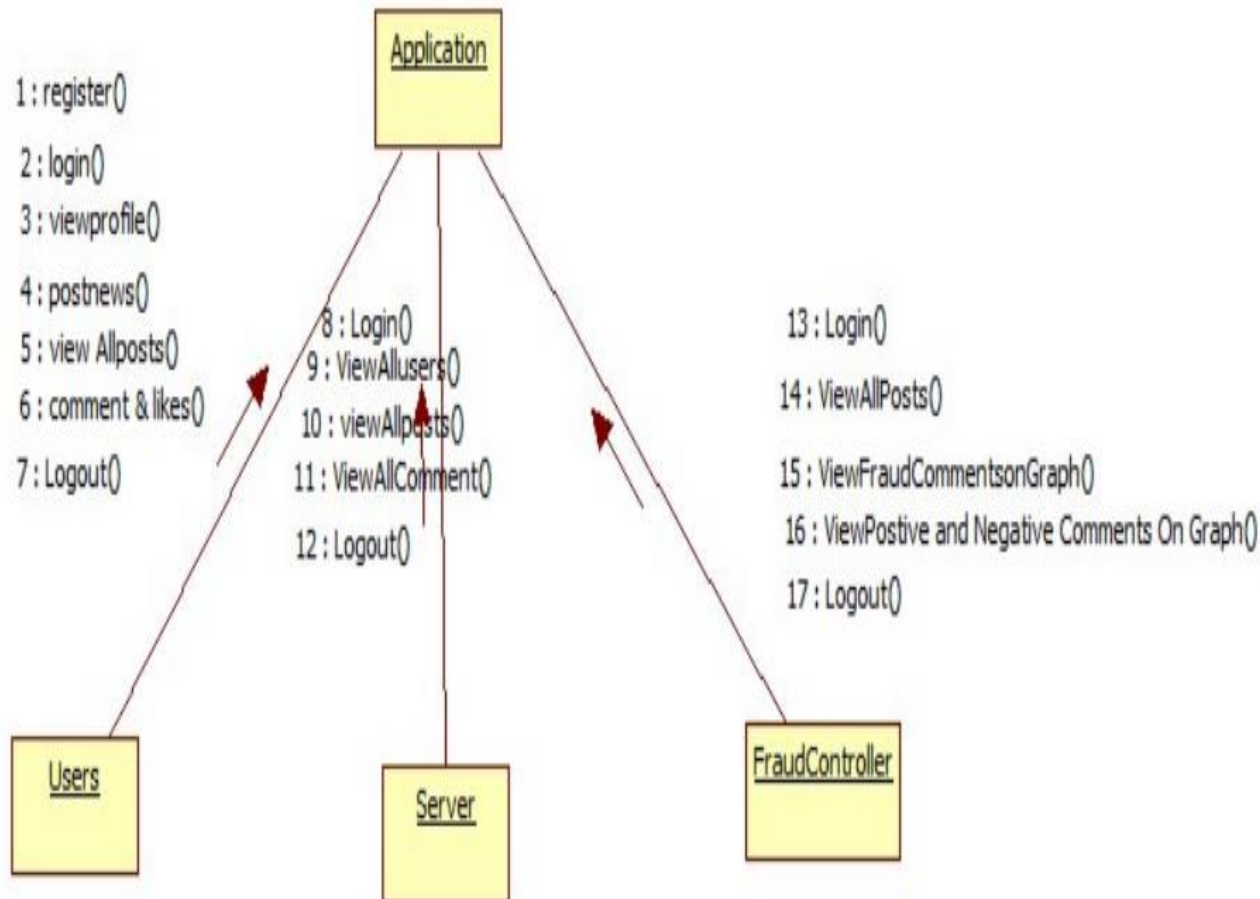 Application
1 : register()
2 : login()
3 : viewprofile()
4 : postnews()
5 : view Allposts()
6 : comment & likes()
7 : Logout()
8 : Login()
9 : ViewAllusers()
10 : viewAllposts()
11 : ViewAllComment()
12 : Logout()
13 : Login()
14 : ViewAllPosts()
15 : ViewFraudCommentsonGraph()
16 : ViewPostive and Negative Comments On Graph()
17 : Logout()
Users
Server
FraudController